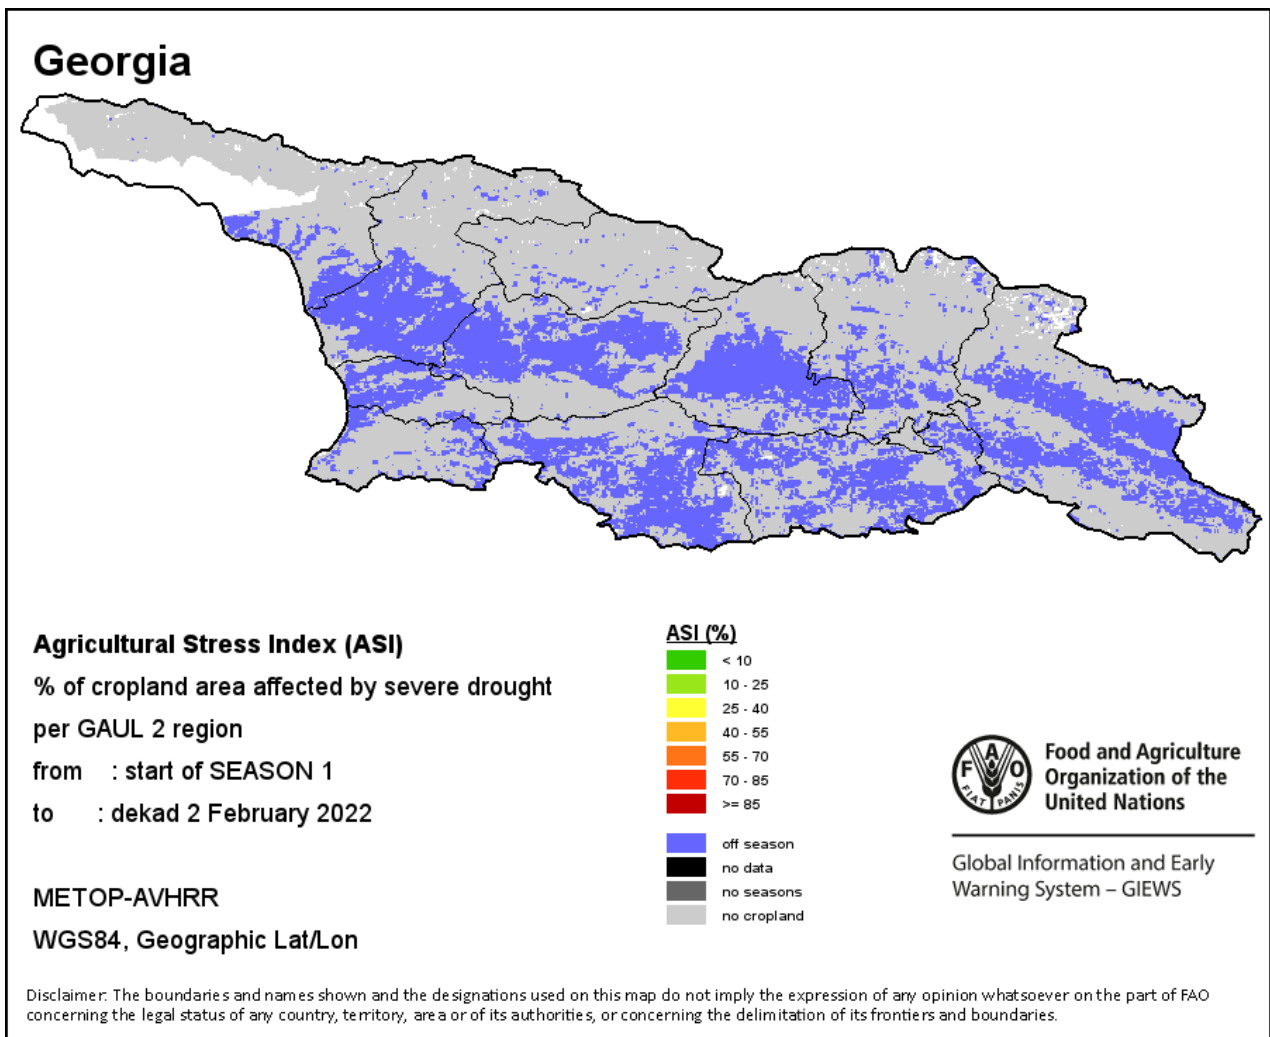 Georgia
Agricultural Stress Index (ASI)
% of cropland area affected by severe drought
per GAUL 2 region
from : start of SEASON 1
to : dekad 2 February 2022
METOP-AVHRR
WGS84, Geographic Lat/Lon
ASI (%)
< 10
10 - 25
25 - 40
40 - 55
55 - 70
70 - 85
>= 85
off season
no data
no seasons
no cropland
F A O
FIAT PANIS
Food and Agriculture
Organization of the
United Nations
Global Information and Early
Warning System – GIEWS
Disclaimer: The boundaries and names shown and the designations used on this map do not imply the expression of any opinion whatsoever on the part of FAO
concerning the legal status of any country, territory, area or of its authorities, or concerning the delimitation of its frontiers and boundaries.